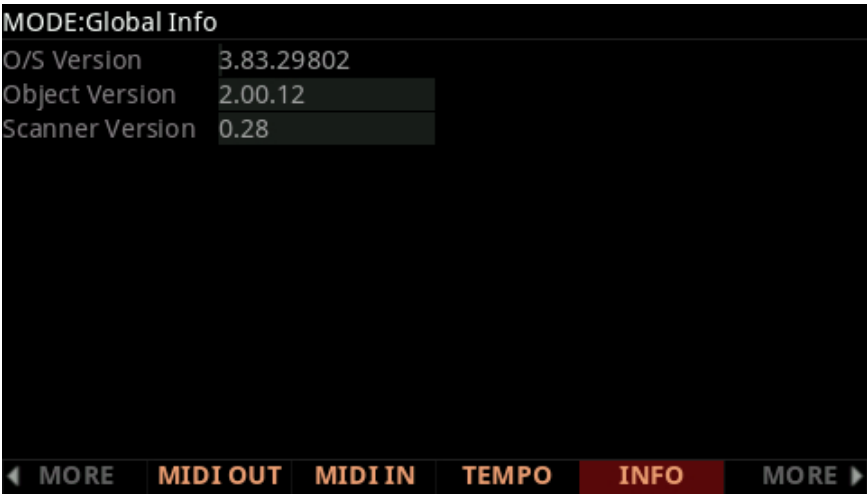 MODE:Global Info
O/S Version 3.83.29802
Object Version 2.00.12
Scanner Version 0.28
MORE MIDI OUT MIDI IN TEMPO INFO MORE